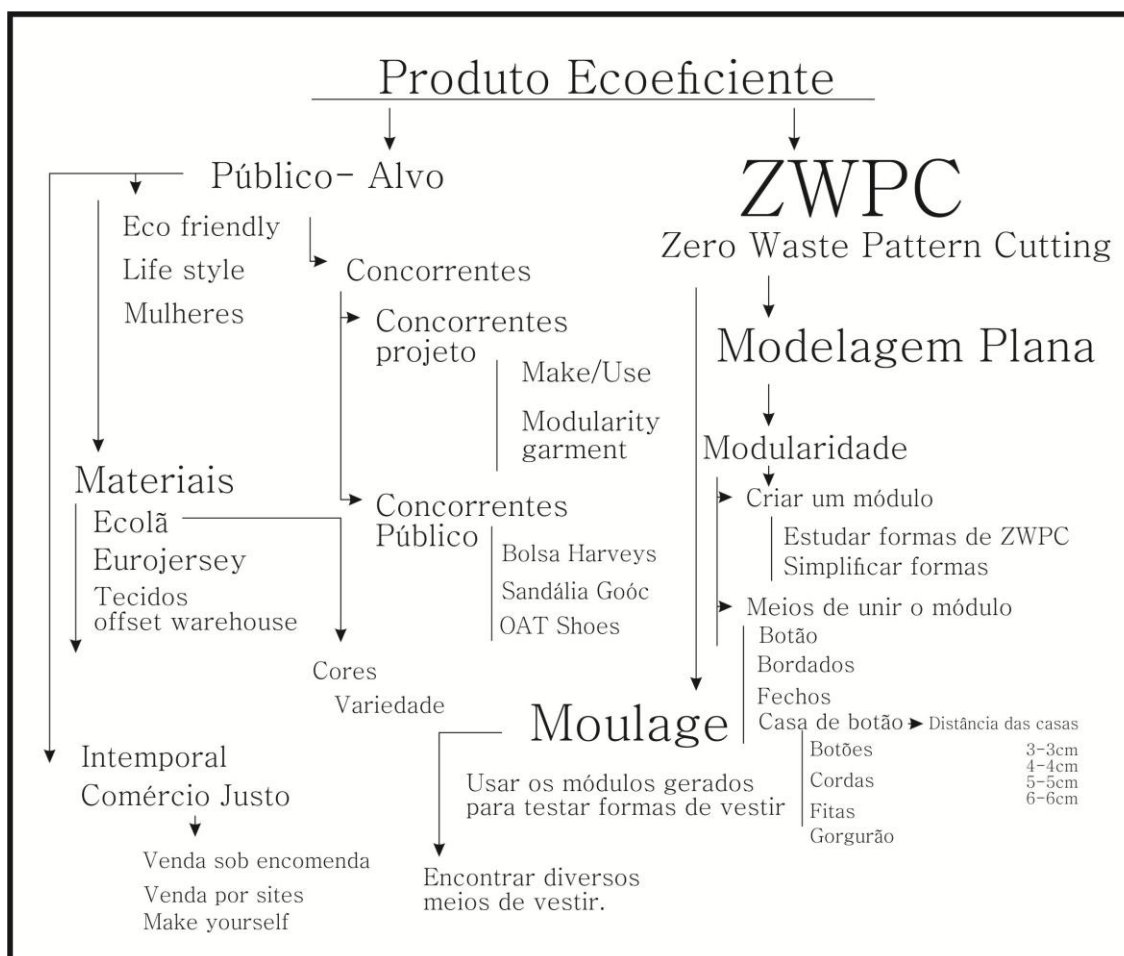 Produto Ecoeficiente
Público- Alvo
Eco friendly
Life style
Mulheres
Concorrentes
Concorrentes
projeto
Make/Use
Modularity
garment
Concorrentes
Público
Bolsa Harveys
Sandália Goóc
OAT Shoes
Materiais
Ecolã
Eurojersey
Tecidos
offset warehouse
Cores
Variedade
Intemporal
Comércio Justo
Venda sob encomenda
Venda por sites
Make yourself
ZWPC
Zero Waste Pattern Cutting
Modelagem Plana
Modularidade
Criar um módulo
Estudar formas de ZWPC
Simplificar formas
Meios de unir o módulo
Botão
Bordados
Fechos
Casa de botão
Distância das casas
3-3cm
4-4cm
5-5cm
6-6cm
Botões
Cordas
Fitas
Gorgurão
Moulage
Usar os módulos gerados
para testar formas de vestir
Encontrar diversos
meios de vestir.